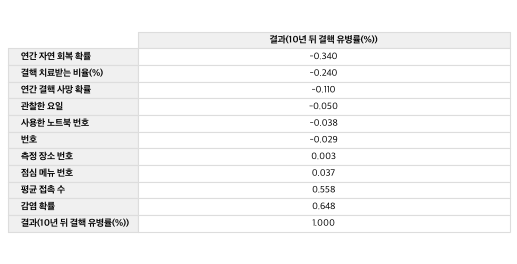 결과(10년 뒤 결핵 유병률(%))
연간 자연 회복 확률 -0.340
결핵 치료받는 비율(%) -0.240
연간 결핵 사망 확률 -0.110
관찰한 요일 -0.050
사용한 노트북 번호 -0.038
번호 -0.029
측정 장소 번호 0.003
점심 메뉴 번호 0.037
평균 접촉 수 0.558
감염 확률 0.648
결과(10년 뒤 결핵 유병률(%)) 1.000